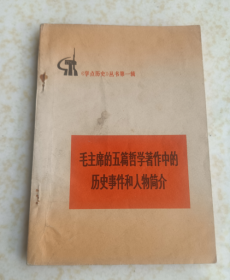 《学点历史》丛书第一辑
毛主席的五篇哲学著作中的
历史事件和人物简介